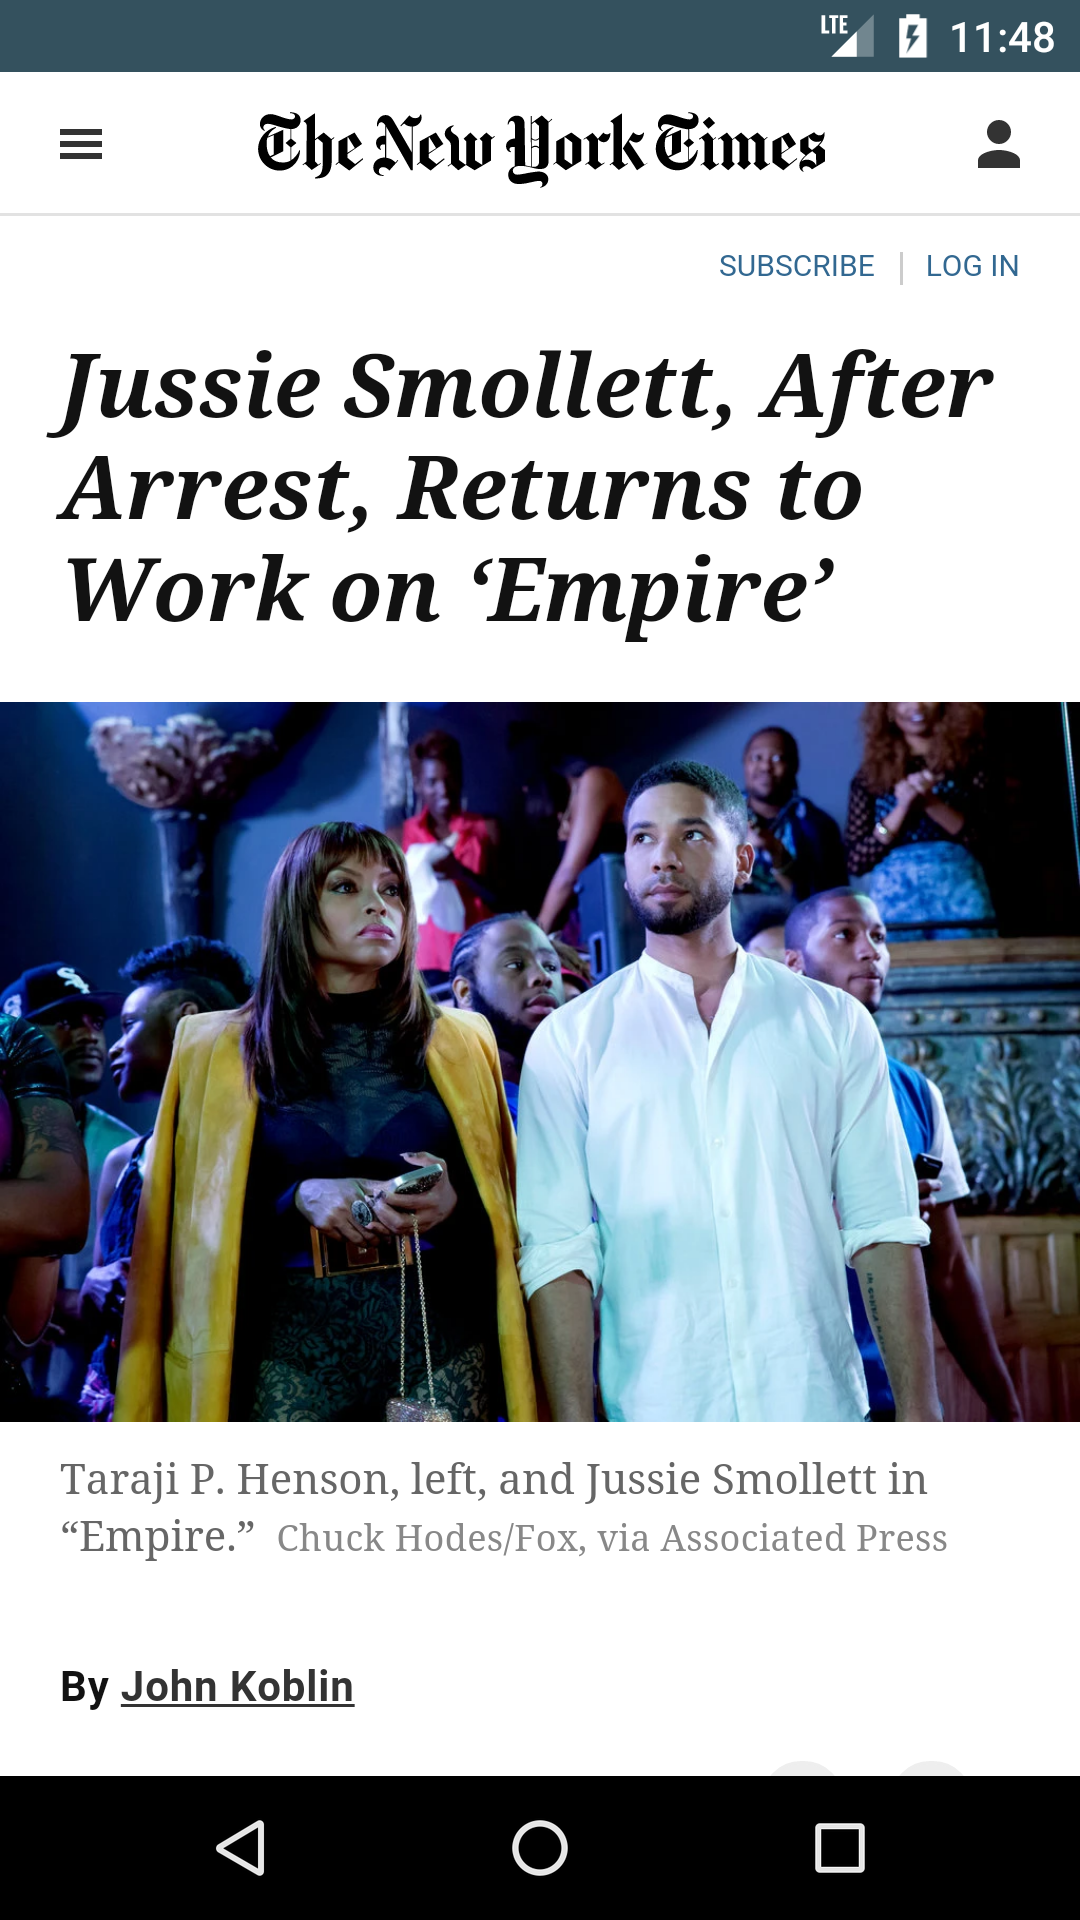 LTE 11:48
The New York Times
SUBSCRIBE | LOG IN
Jussie Smollett, After
Arrest, Returns to
Work on ‘Empire’
Taraji P. Henson, left, and Jussie Smollett in
“Empire.” Chuck Hodes/Fox, via Associated Press
By John Koblin